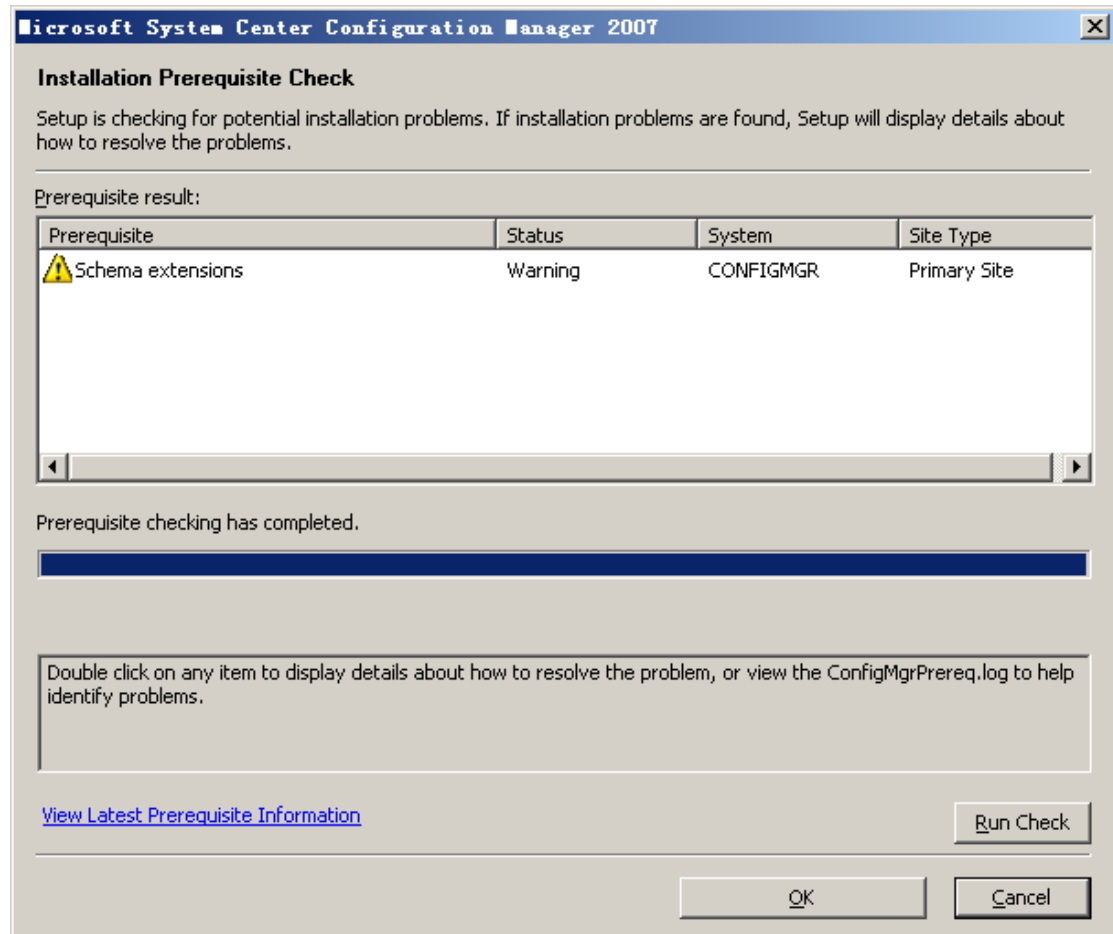 Microsoft System Center Configuration Manager 2007
Installation Prerequisite Check
Setup is checking for potential installation problems. If installation problems are found, Setup will display details about
how to resolve the problems.
Prerequisite result:
Prerequisite Status System Site Type
Schema extensions Warning CONFIGMGR Primary Site
Prerequisite checking has completed.
Double click on any item to display details about how to resolve the problem, or view the ConfigMgrPrereq.log to help
identify problems.
View Latest Prerequisite Information
Run Check
OK Cancel